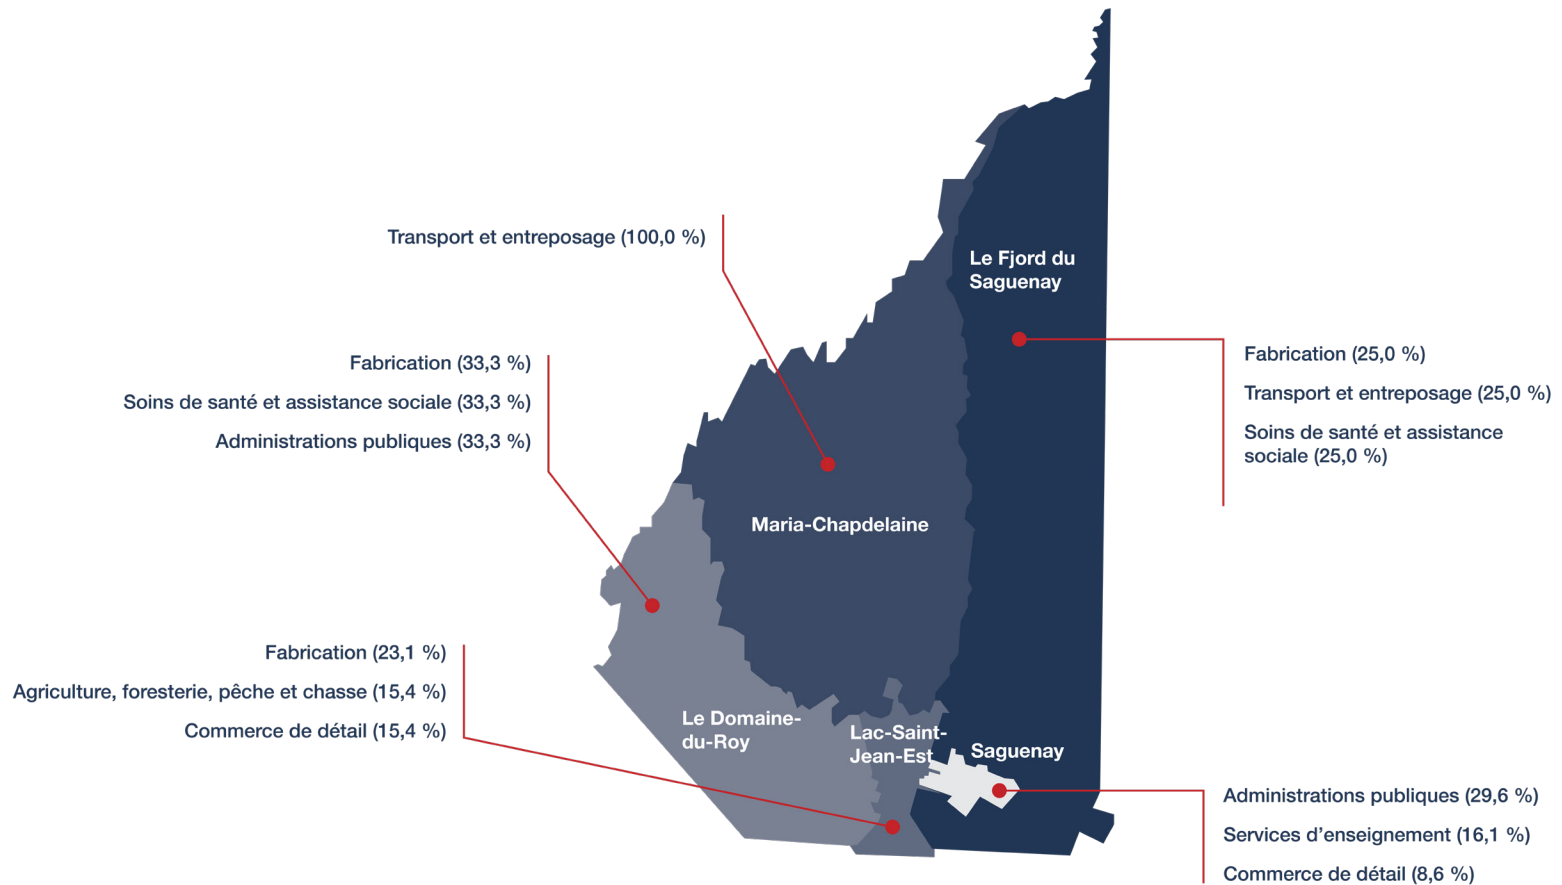 Transport et entreposage (100,0 %)
Le Fjord du
Saguenay
Fabrication (33,3 %)
Soins de santé et assistance sociale (33,3 %)
Administrations publiques (33,3 %)
Fabrication (25,0 %)
Transport et entreposage (25,0 %)
Soins de santé et assistance
sociale (25,0 %)
Maria-Chapdelaine
Fabrication (23,1 %)
Agriculture, foresterie, pêche et chasse (15,4 %)
Commerce de détail (15,4 %)
Le Domaine-
du-Roy
Lac-Saint-
Jean-Est
Saguenay
Administrations publiques (29,6 %)
Services d’enseignement (16,1 %)
Commerce de détail (8,6 %)